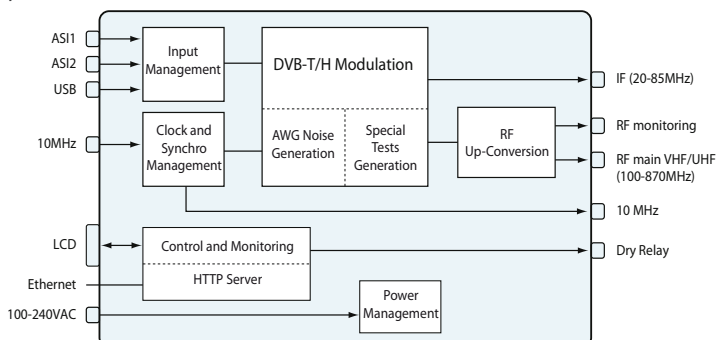 ASI1
ASI2
USB
10MHz
LCD
Ethernet
100-240VAC
Input
Management
Clock and
Synchro
Management
DVB-T/H Modulation
AWG Noise
Generation
Special
Tests
Generation
RF
Up-Conversion
Control and Monitoring
HTTP Server
Power
Management
IF (20-85MHz)
RF monitoring
RF main VHF/UHF
(100-870MHz)
10 MHz
Dry Relay